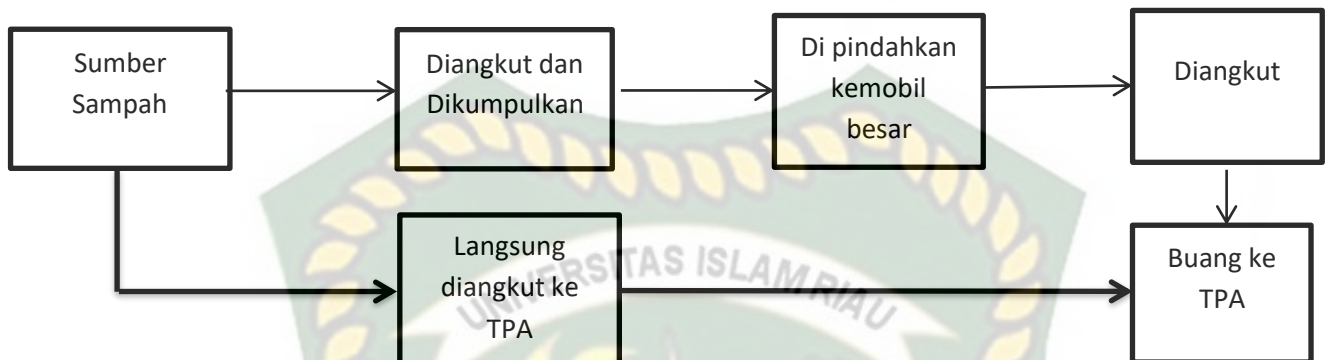 Sumber
Sampah
Diangkut dan
Dikumpulkan
Di pindahkan
kemobil
besar
Diangkut
Langsung
diangkut ke
TPA
Buang ke
TPA
UNIVERSITAS ISLAM RIAU